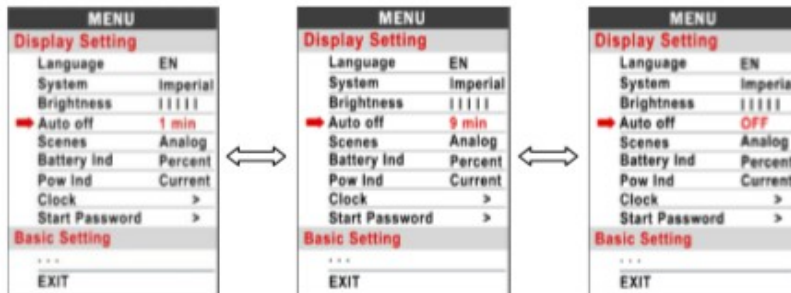 MENU
Display Setting
Language EN
System Imperial
Brightness IIIII
Auto off 1 min
Scenes Analog
Battery Ind Percent
Pow Ind Current
Clock >
Start Password >
Basic Setting
...
EXIT
MENU
Display Setting
Language EN
System Imperial
Brightness IIIII
Auto off 9 min
Scenes Analog
Battery Ind Percent
Pow Ind Current
Clock >
Start Password >
Basic Setting
...
EXIT
MENU
Display Setting
Language EN
System Imperia
Brightness IIIII
Auto off OFF
Scenes Analog
Battery Ind Percent
Pow Ind Current
Clock >
Start Password >
Basic Setting
...
EXIT